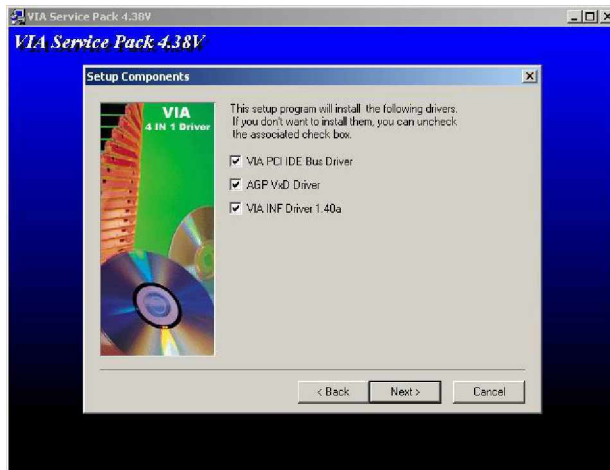 VIA Service Pack 4.38V
VIA Service Pack 4.38V
Setup Components
VIA
4 IN 1 Driver
This setup program will install the following drivers.
If you don't want to install them, you can uncheck
the associated check box.
VIA PCI IDE Bus Driver
AGP VxD Driver
VIA INF Driver 1.40a
< Back
Next >
Cancel